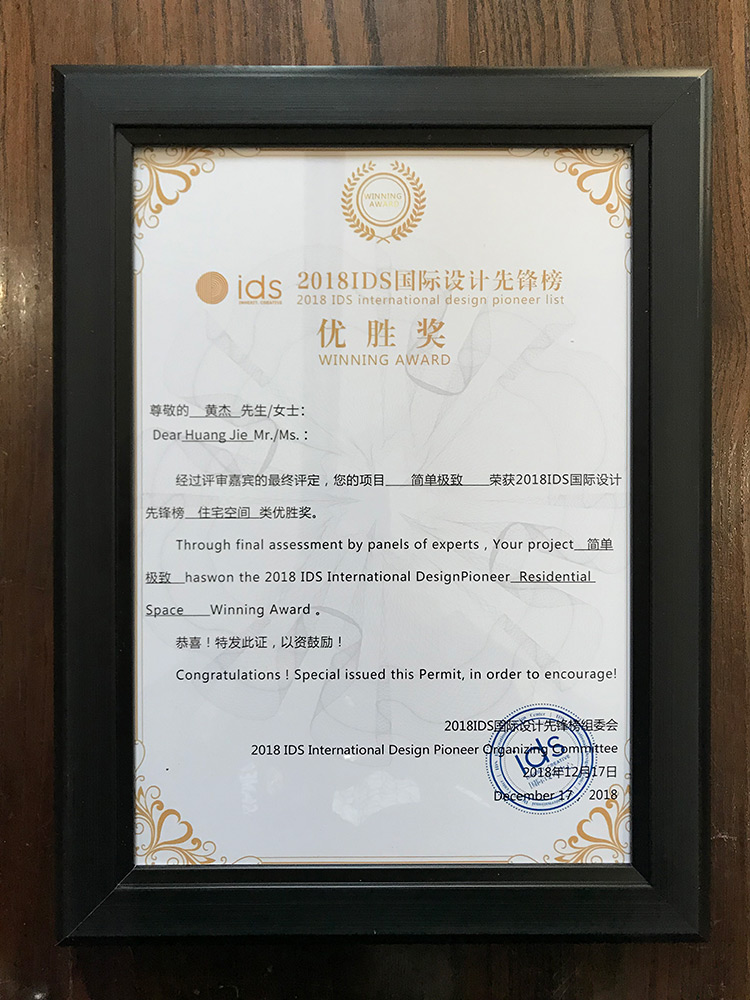 WINNING
AWARD
ids
2018IDS国际设计先锋榜
2018 IDS international design pioneer list
优胜奖
WINNING AWARD
尊敬的 黄杰 先生/女士：
Dear Huang Jie Mr./Ms.：
经过评审嘉宾的最终评定，您的项目 简单极致 荣获2018IDS国际设计
先锋榜 住宅空间 类优胜奖。
Through final assessment by panels of experts，Your project 简单
极致 haswon the 2018 IDS International DesignPioneer Residential
Space Winning Award 。
恭喜！特发此证，以资鼓励！
Congratulations！Special issued this Permit, in order to encourage!
2018IDS国际设计先锋榜组委会
2018 IDS International Design Pioneer Organizing Committee
2018年12月17日
December 17，2018
ids